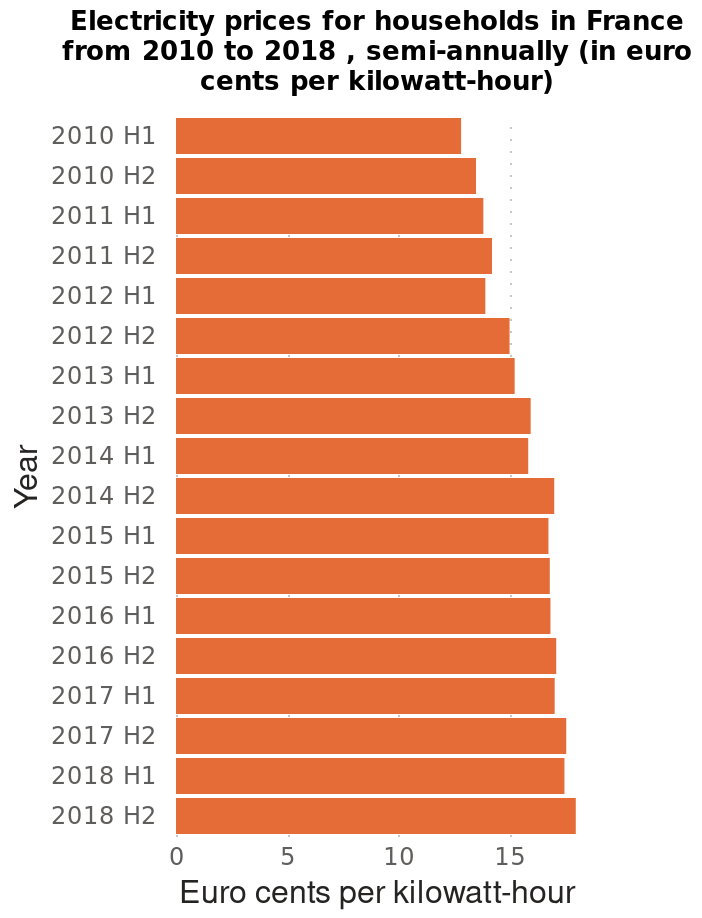 Electricity prices for households in France
from 2010 to 2018 , semi-annually (in euro
cents per kilowatt-hour)
2010 H1
2010 H2
2011 H1
2011 H2
2012 H1
2012 H2
2013 H1
2013 H2
2014 H1
2014 H2
2015 H1
2015 H2
2016 H1
2016 H2
2017 H1
2017 H2
2018 H1
2018 H2
Year
0 5 10 15
Euro cents per kilowatt-hour